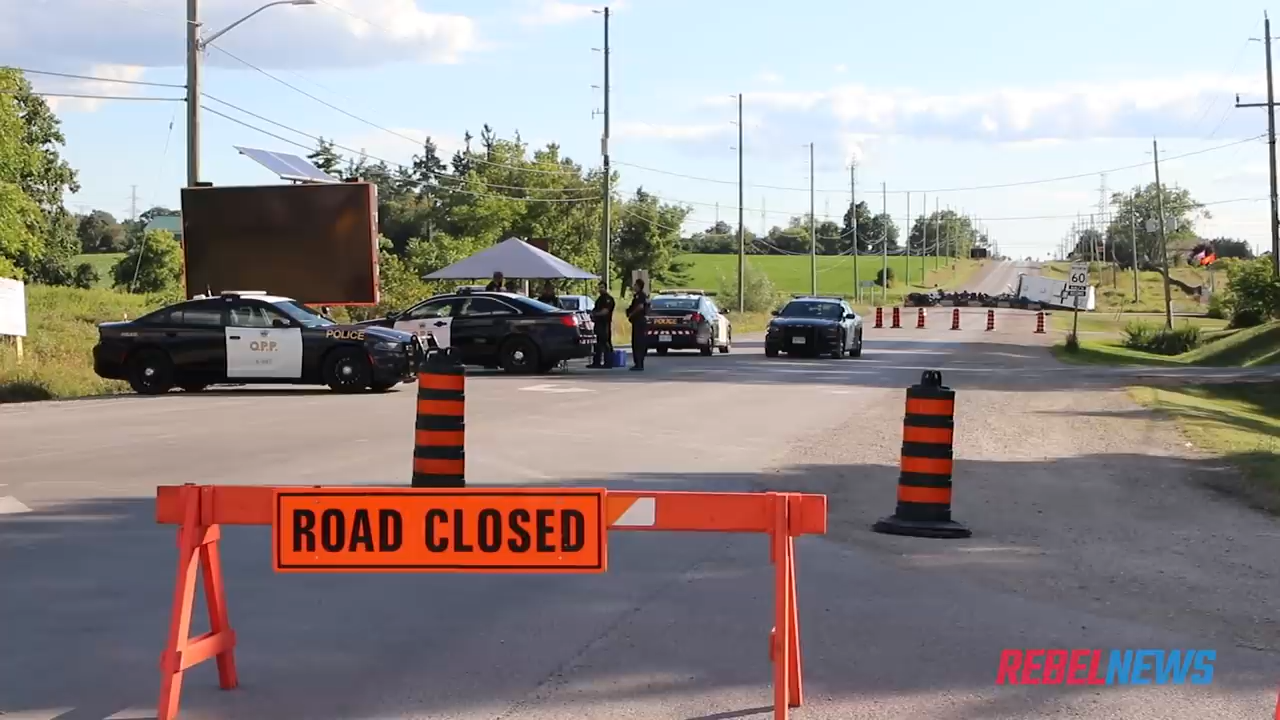 60
POLICE
O.P.P.
POLICE
ROAD CLOSED
REBELNEWS